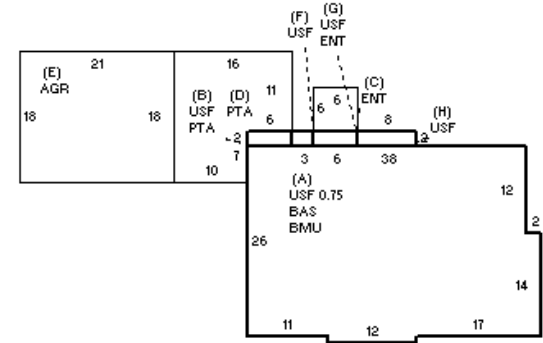 (F)
USF
(G)
USF
ENT
21
16
(E)
AGR
18
18
(B)
USF
PTA
(D)
PTA
11
6
6
6
(C)
ENT
8
(H)
USF
2
2
7
10
3
6
38
(A)
USF 0.75
BAS
BMU
12
2
26
14
11
12
17